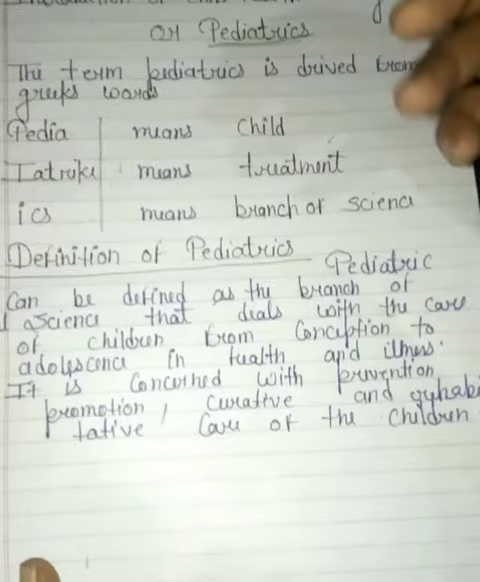 or Pediatrics
The term pediatrics is drived from
greeks words
Pedia means Child
Iatroke means treatment
ics means branch of scienc
Definition of Pediatrics
Pediatric
Can be defined as the branch of
science that deals with the care
of children from Conception to
adolescence in health and illness.
It is Concerned with prevention
promotion, curative and rehabi
tative Care of the Children